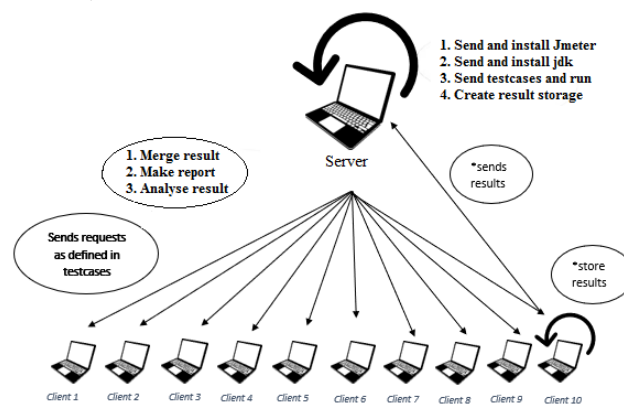 1. Send and install Jmeter
2. Send and install jdk
3. Send testcases and run
4. Create result storage
Server
1. Merge result
2. Make report
3. Analyse result
*sends
results
Sends requests
as defined in
testcases
*store
results
Client 1
Client 2
Client 3
Client 4
Client 5
Client 6
Client 7
Client 8
Client 9
Client 10